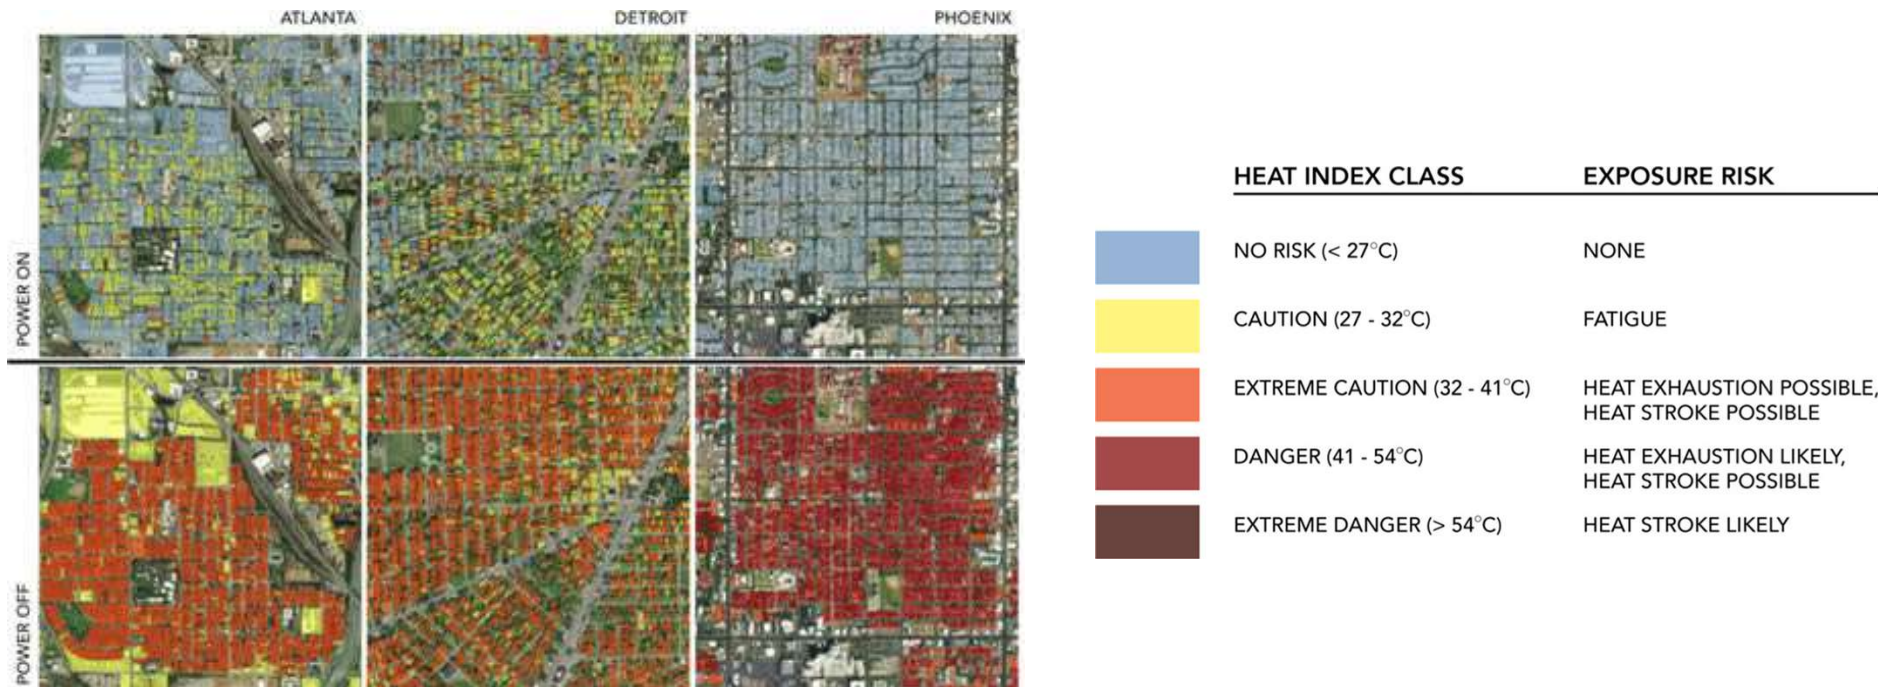 ATLANTA
DETROIT
PHOENIX
POWER ON
POWER OFF
HEAT INDEX CLASS EXPOSURE RISK
NO RISK (< 27°C) NONE
CAUTION (27 - 32°C) FATIGUE
EXTREME CAUTION (32 - 41°C) HEAT EXHAUSTION POSSIBLE,
HEAT STROKE POSSIBLE
DANGER (41 - 54°C) HEAT EXHAUSTION LIKELY,
HEAT STROKE POSSIBLE
EXTREME DANGER (> 54°C) HEAT STROKE LIKELY